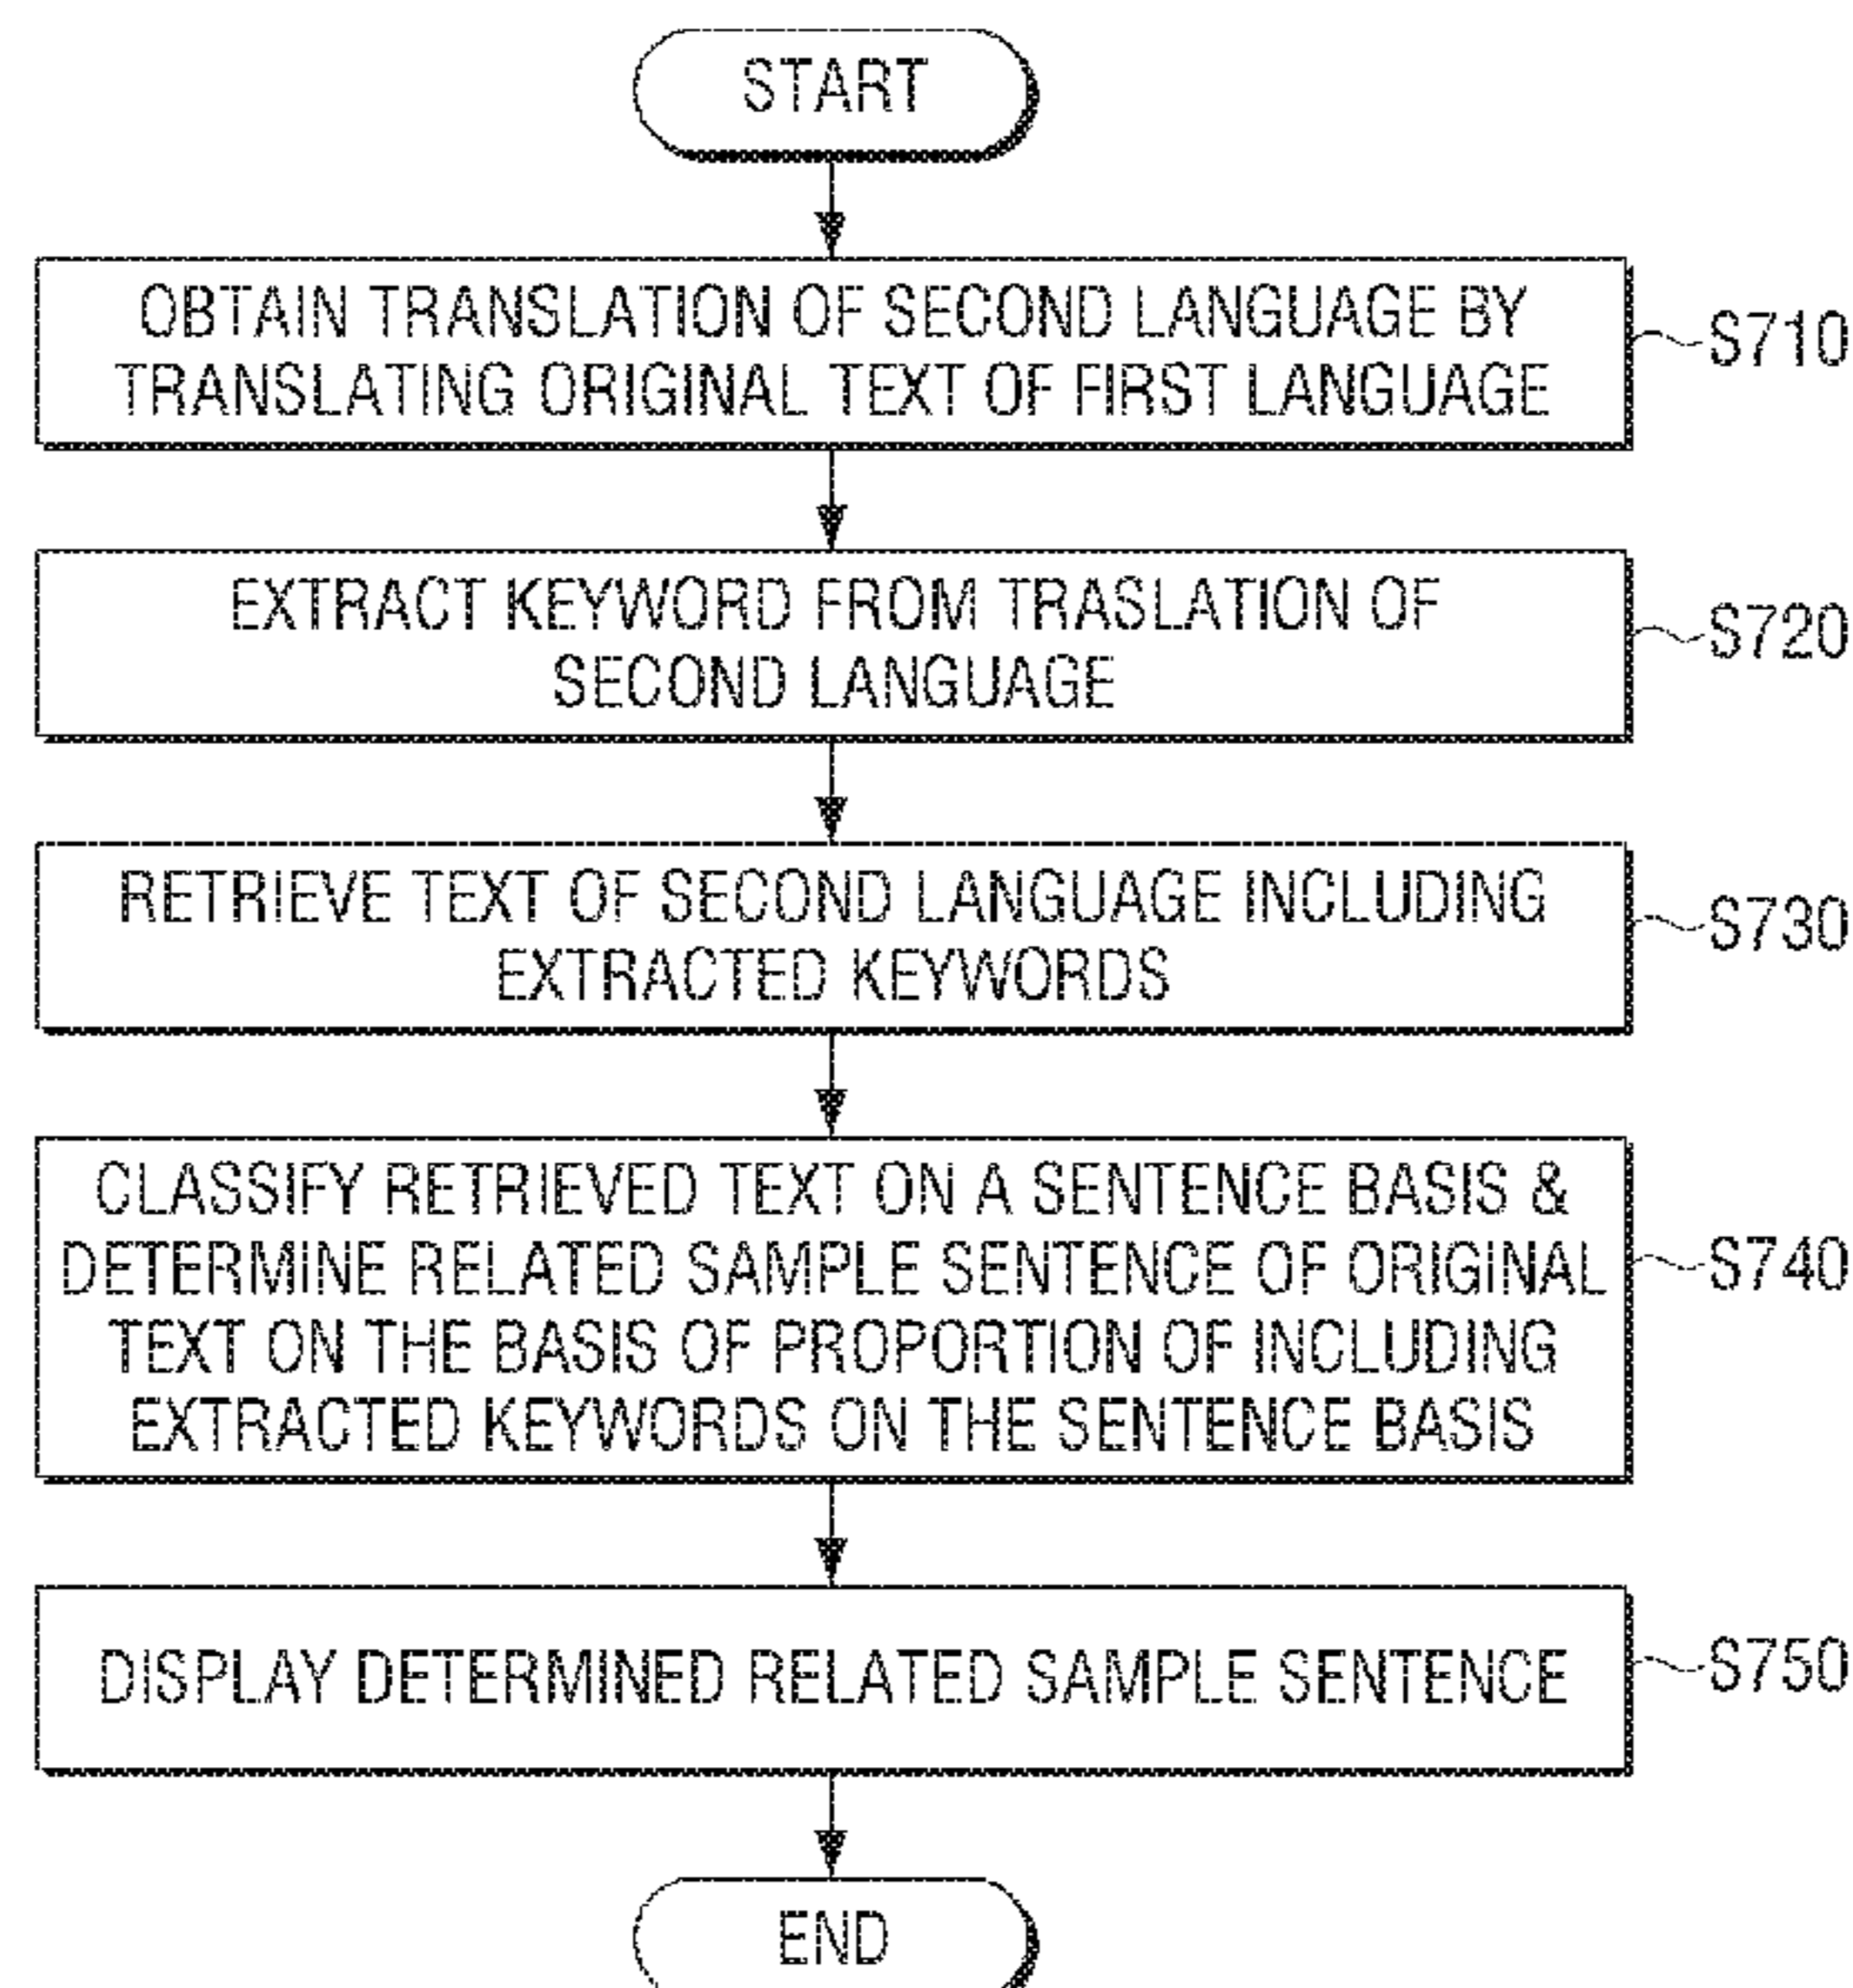 START
OBTAIN TRANSLATION OF SECOND LANGUAGE BY
TRANSLATING ORIGINAL TEXT OF FIRST LANGUAGE
S710
EXTRACT KEYWORD FROM TRASLATION OF
SECOND LANGUAGE
S720
RETRIEVE TEXT OF SECOND LANGUAGE INCLUDING
EXTRACTED KEYWORDS
S730
CLASSIFY RETRIEVED TEXT ON A SENTENCE BASIS &
DETERMINE RELATED SAMPLE SENTENCE OF ORIGINAL
TEXT ON THE BASIS OF PROPORTION OF INCLUDING
EXTRACTED KEYWORDS ON THE SENTENCE BASIS
S740
DISPLAY DETERMINED RELATED SAMPLE SENTENCE
S750
END